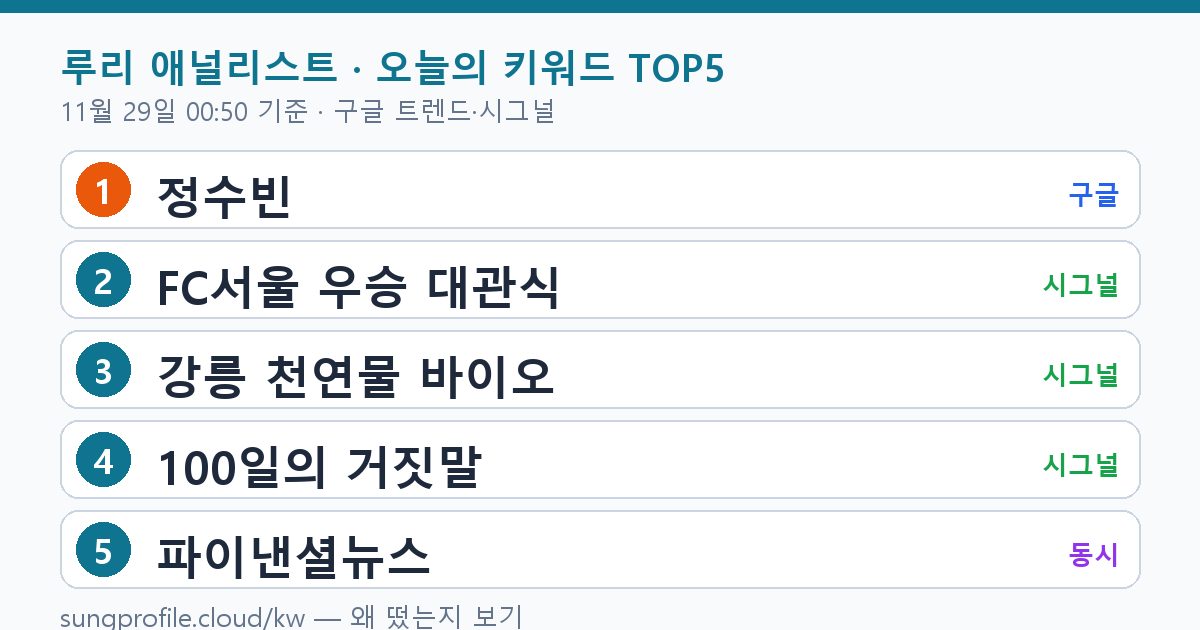 루리 애널리스트 · 오늘의 키워드 TOP5
11월 29일 00:50 기준 · 구글 트렌드·시그널
1 정수빈 구글
2 FC서울 우승 대관식 시그널
3 강릉 천연물 바이오 시그널
4 100일의 거짓말 시그널
5 파이낸셜뉴스 동시
sungprofile.cloud/kw — 왜 떴는지 보기